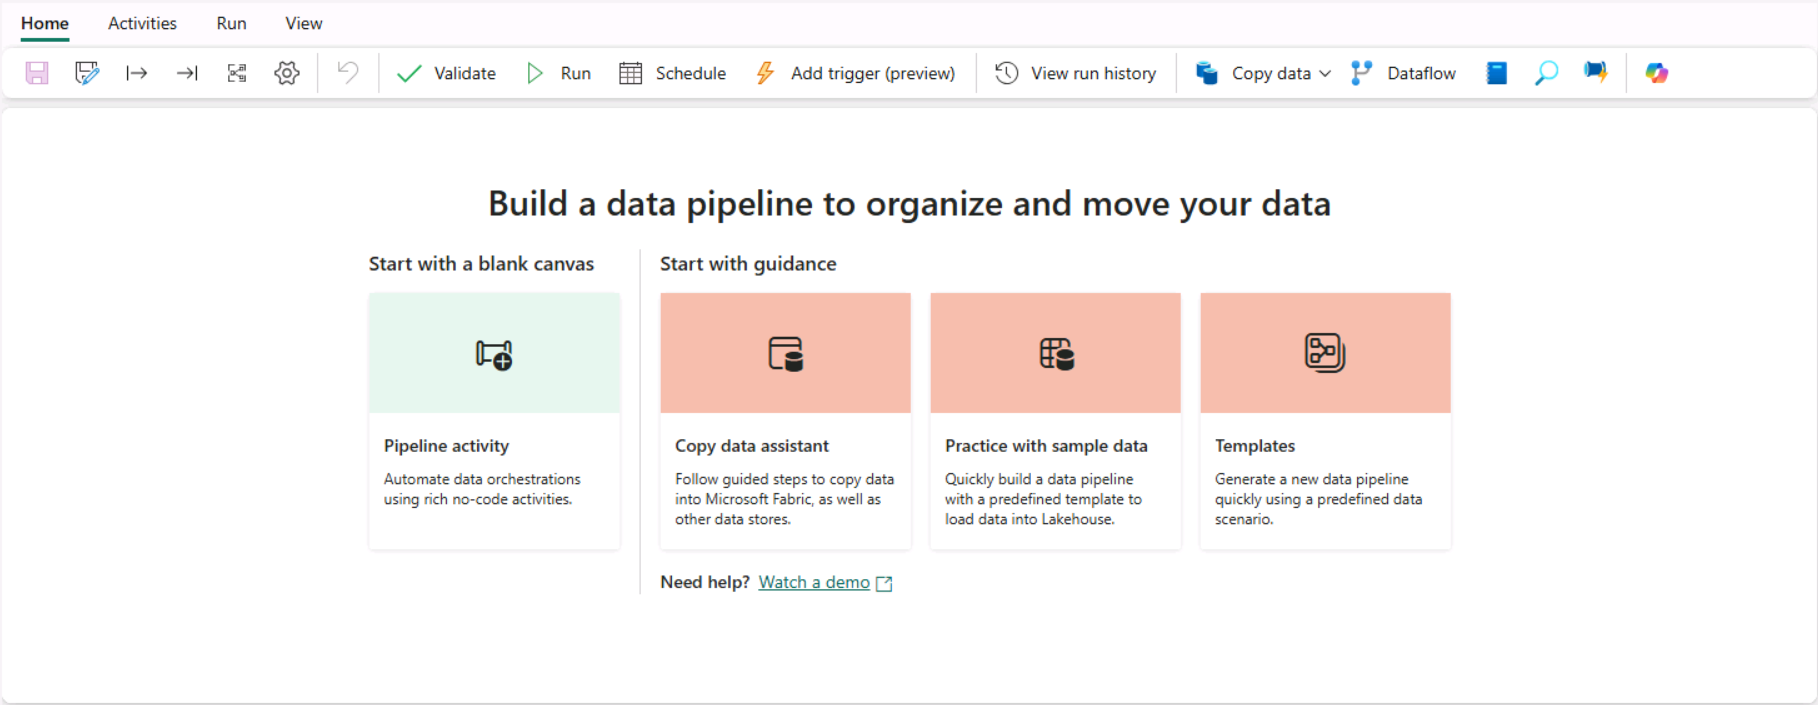 Home Activities Run View
Validate Run Schedule Add trigger (preview) View run history Copy data Dataflow
Build a data pipeline to organize and move your data
Start with a blank canvas
Pipeline activity
Automate data orchestrations
using rich no-code activities.
Start with guidance
Copy data assistant
Follow guided steps to copy data
into Microsoft Fabric, as well as
other data stores.
Practice with sample data
Quickly build a data pipeline
with a predefined template to
load data into Lakehouse.
Templates
Generate a new data pipeline
quickly using a predefined data
scenario.
Need help? Watch a demo